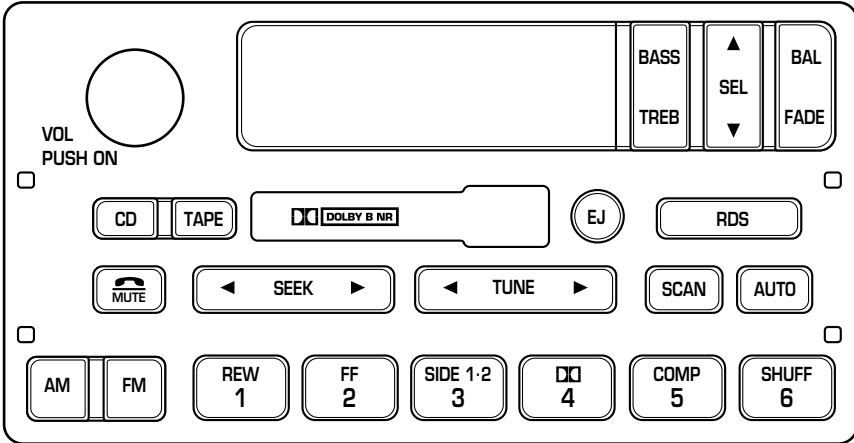 BASS
TREB
▲
SEL
▼
BAL
FADE
VOL
PUSH ON
CD
TAPE
DOLBY B NR
EJ
RDS
MUTE
◄ SEEK ►
◄ TUNE ►
SCAN
AUTO
AM
FM
REW
1
FF
2
SIDE 1·2
3
4
COMP
5
SHUFF
6